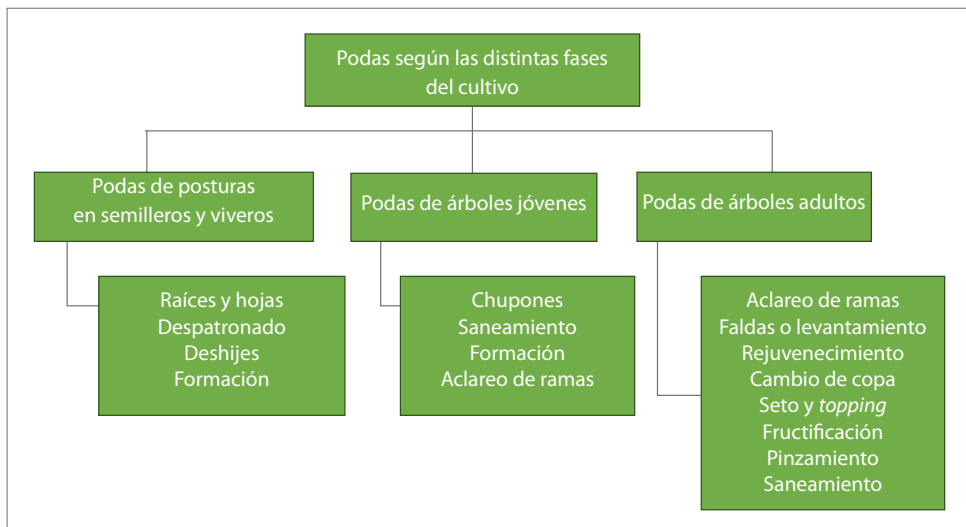 Podas según las distintas fases
del cultivo
Podas de posturas
en semilleros y viveros
Raíces y hojas
Despatronado
Deshijes
Formación
Podas de árboles jóvenes
Chupones
Saneamiento
Formación
Aclareo de ramas
Podas de árboles adultos
Aclareo de ramas
Faldas o levantamiento
Rejuvenecimiento
Cambio de copa
Seto y topping
Fructificación
Pinzamiento
Saneamiento